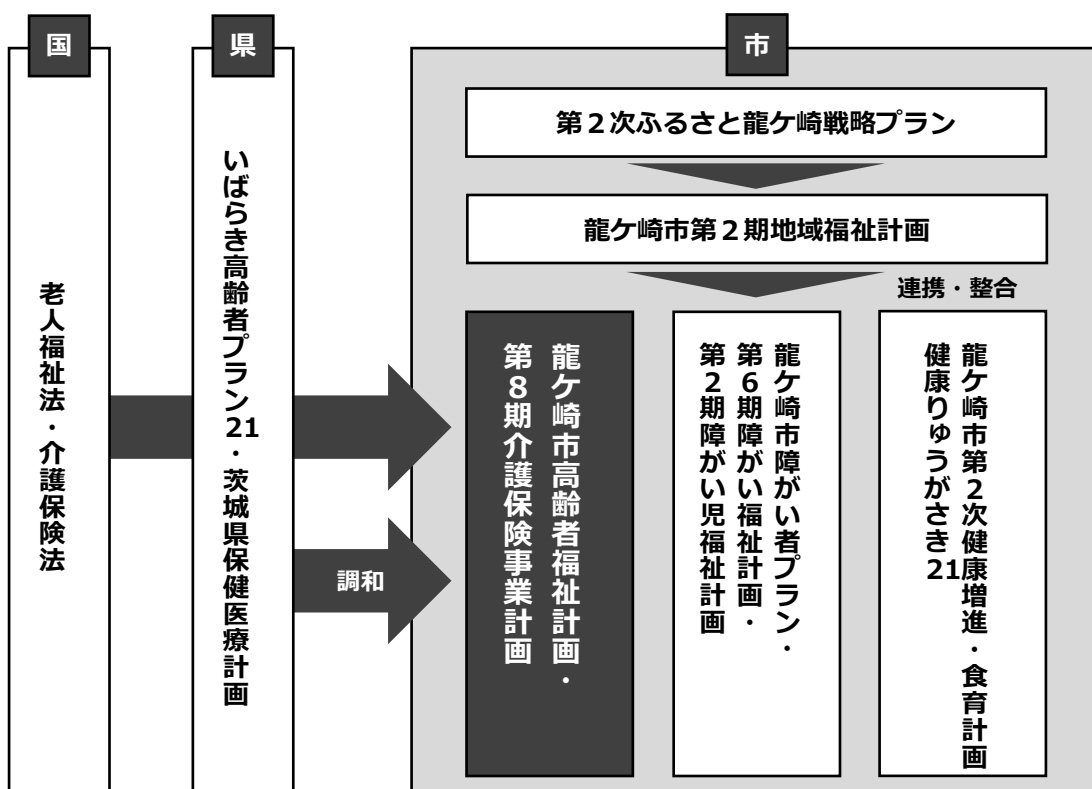 国
老人福祉法・介護保険法
県
いばらき高齢者プラン21・茨城県保健医療計画
調和
市
第２次ふるさと龍ケ崎戦略プラン
龍ケ崎市第２期地域福祉計画
連携・整合
龍ケ崎市高齢者福祉計画・
第８期介護保険事業計画
龍ケ崎市障がい者プラン・
第６期障がい福祉計画・
第２期障がい児福祉計画
龍ケ崎市第２次健康増進・食育計画
健康りゅうがさき21